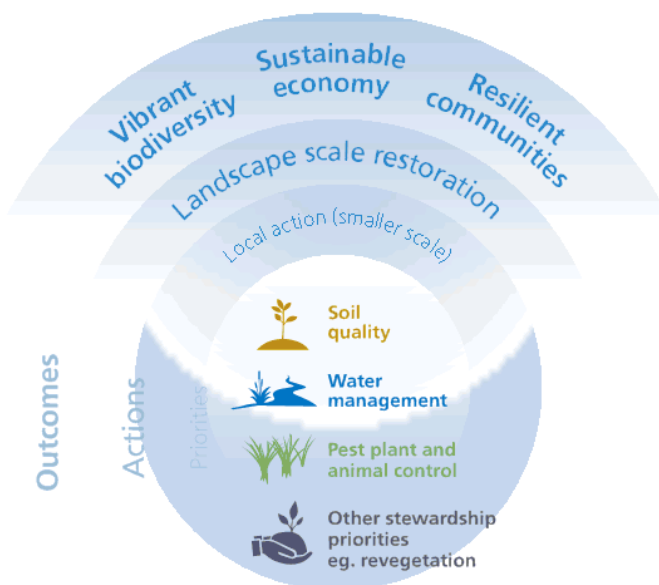 Sustainable
economy
Vibrant
biodiversity
Resilient
communities
Landscape scale restoration
Local action (smaller scale)
Soil
quality
Water
management
Pest plant and
animal control
Other stewardship
priorities
eg. revegetation
Outcomes
Actions
Priorities